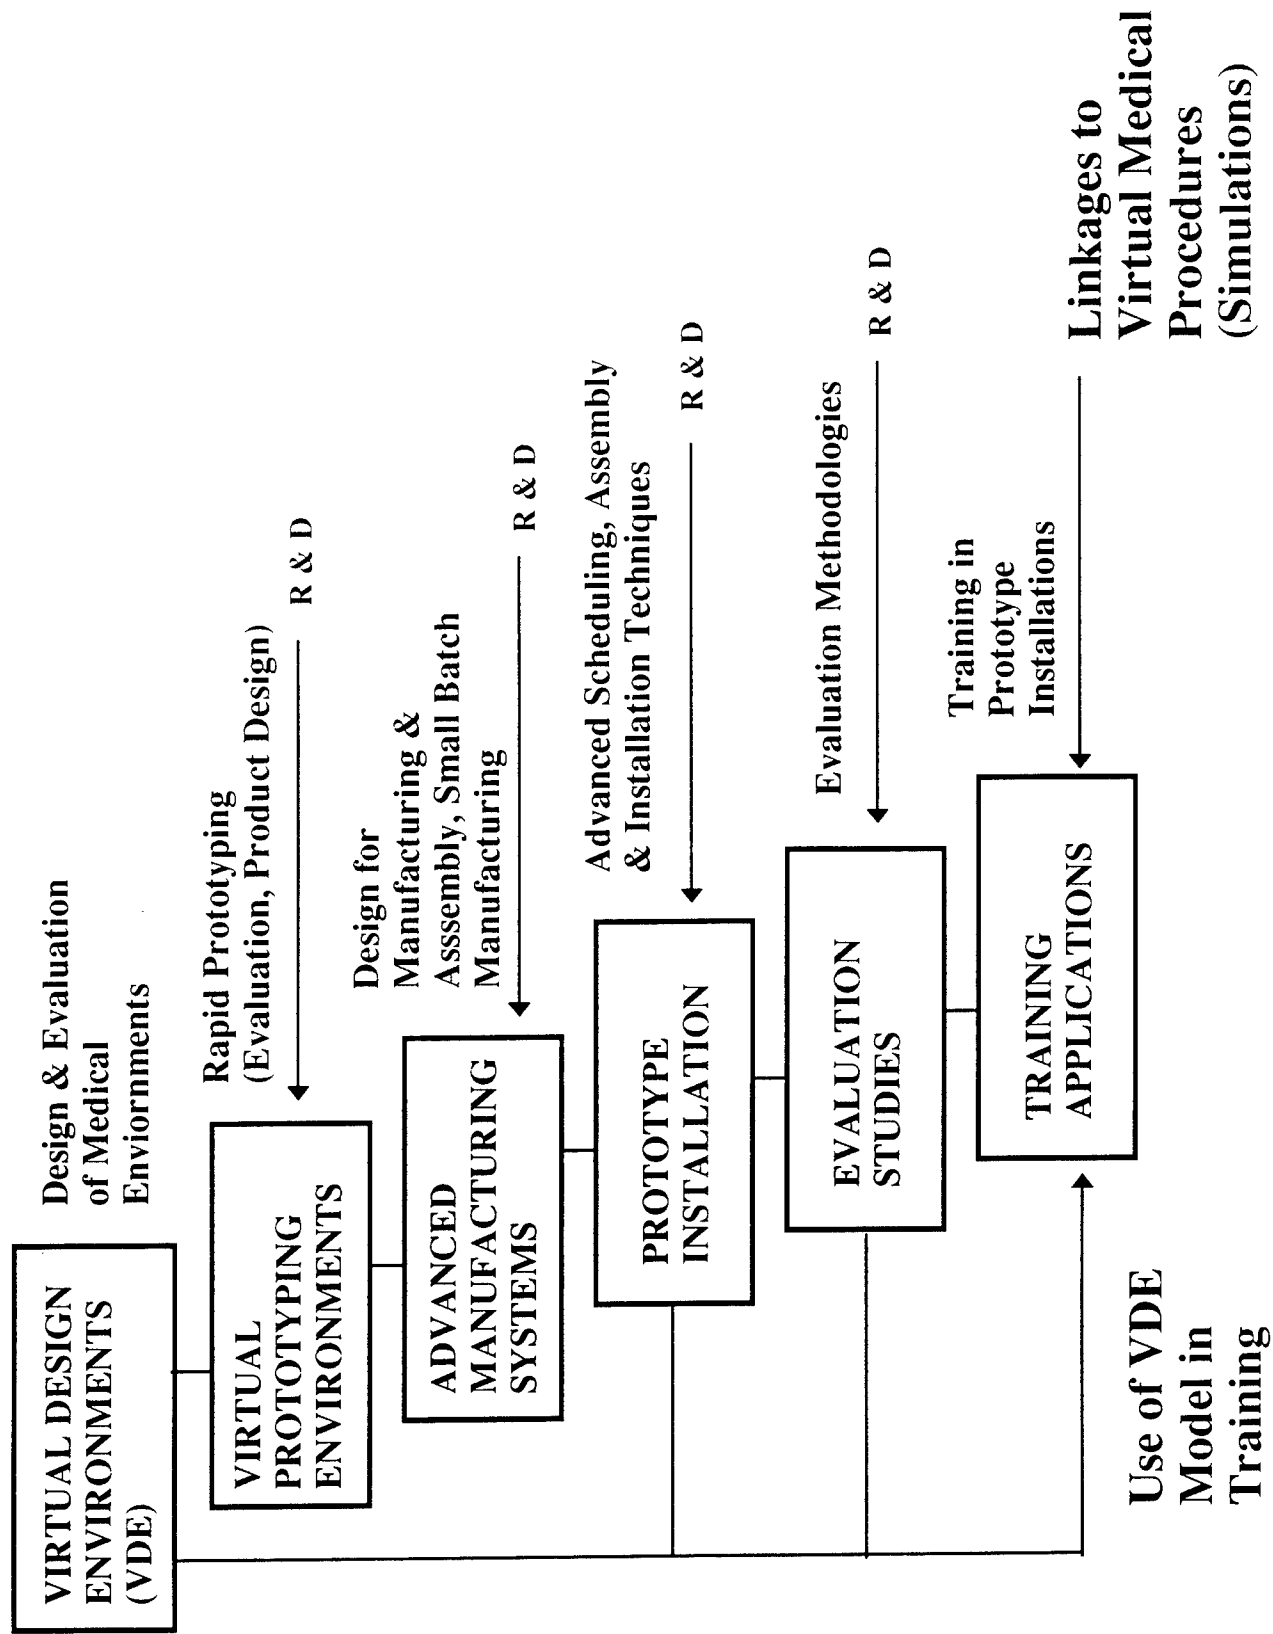 VIRTUAL DESIGN
ENVIRONMENTS
(VDE)
Design & Evaluation
of Medical
Enviornments
VIRTUAL
PROTOTYPING
ENVIRONMENTS
Rapid Prototyping
(Evaluation, Product Design)
R & D
ADVANCED
MANUFACTURING
SYSTEMS
Design for
Manufacturing &
Asssembly, Small Batch
Manufacturing
R & D
PROTOTYPE
INSTALLATION
Advanced Scheduling, Assembly
& Installation Techniques
R & D
EVALUATION
STUDIES
Evaluation Methodologies
R & D
TRAINING
APPLICATIONS
Training in
Prototype
Installations
Linkages to
Virtual Medical
Procedures
(Simulations)
Use of VDE
Model in
Training